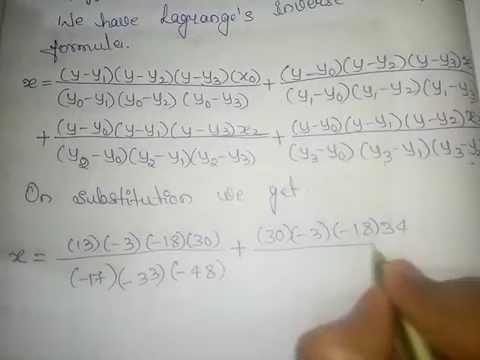 We have Lagrange's inverse
formula.
x = (y-y₁)(y-y₂)(y-y₃)(x₀) / (y₀-y₁)(y₀-y₂)(y₀-y₃) + (y-y₀)(y-y₂)(y-y₃)x / (y₁-y₀)(y₁-y₂)(y₁-y₃
+ (y-y₀)(y-y₁)(y-y₃)x₂ / (y₂-y₀)(y₂-y₁)(y₂-y₃) + (y-y₀)(y-y₁)(y-y₂)x / (y₃-y₀)(y₃-y₁)(y₃-y₂
On substitution we get
x = (13)(-3)(-18)(30) / (-17)(-33)(-48) + (30)(-3)(-18)34